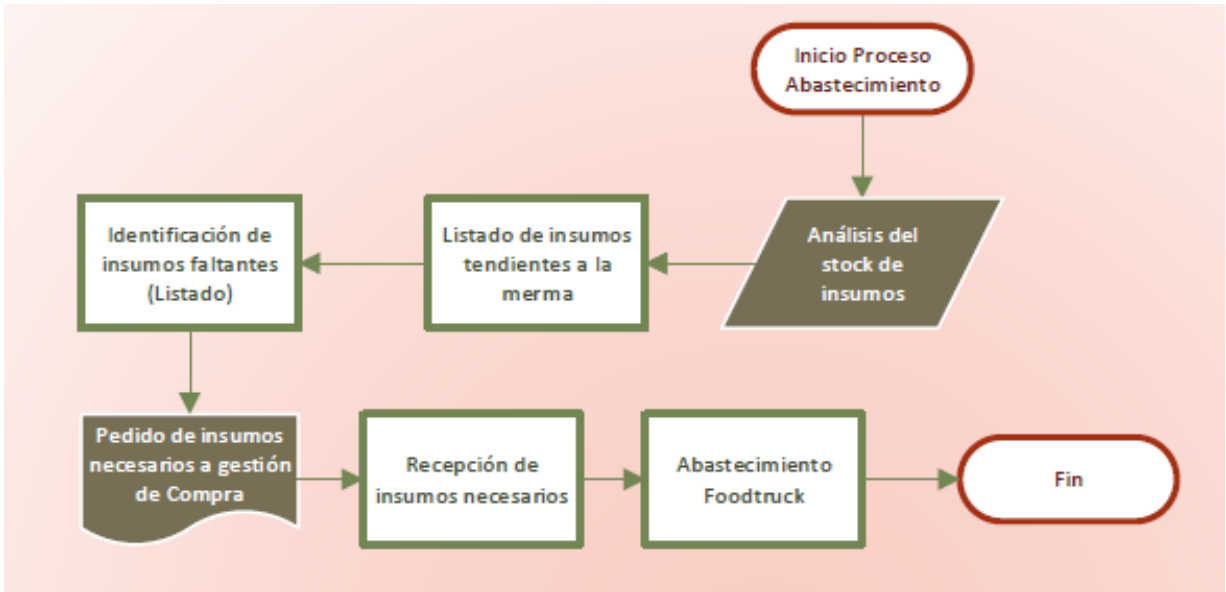 Inicio Proceso
Abastecimiento
Análisis del
stock de
insumos
Listado de insumos
tendientes a la
merma
Identificación de
insumos faltantes
(Listado)
Pedido de insumos
necesarios a gestión
de Compra
Recepción de
insumos necesarios
Abastecimiento
Foodtruck
Fin